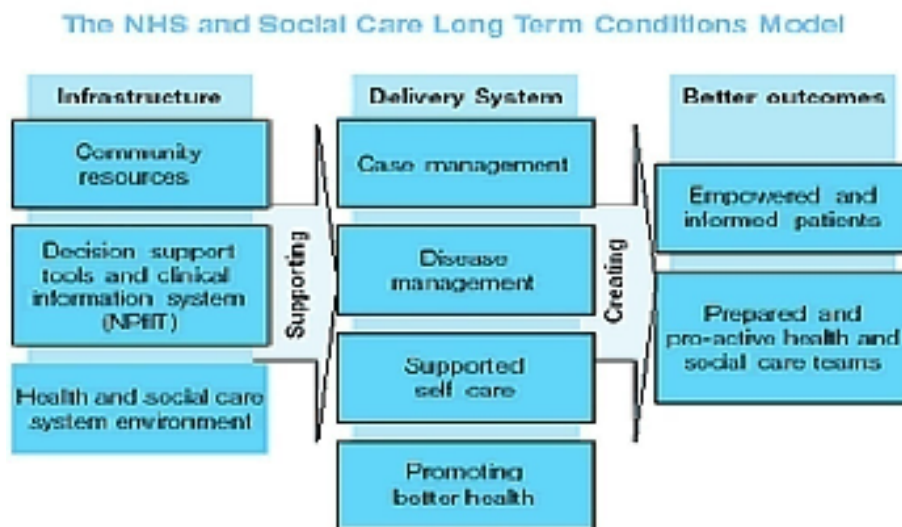 The NHS and Social Care Long Term Conditions Model
Infrastructure
Community
resources
Decision support
tools and clinical
information system
(NPfIT)
Health and social care
system environment
Supporting
Delivery System
Case management
Disease
management
Supported
self care
Promoting
better health
Creating
Better outcomes
Empowered and
informed patients
Prepared and
pro-active health and
social care teams